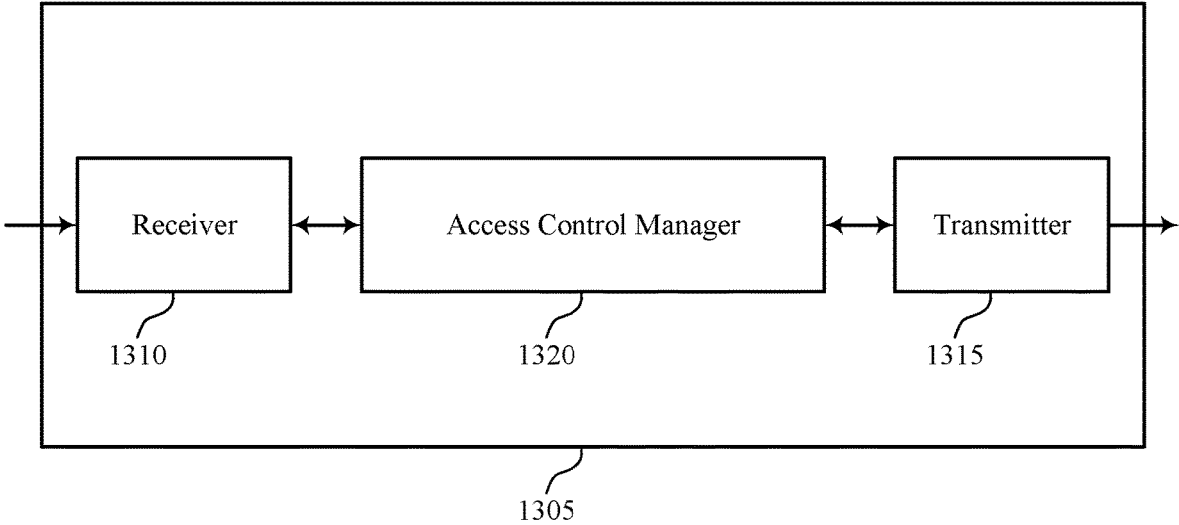 Receiver
Access Control Manager
Transmitter
1310
1320
1315
1305